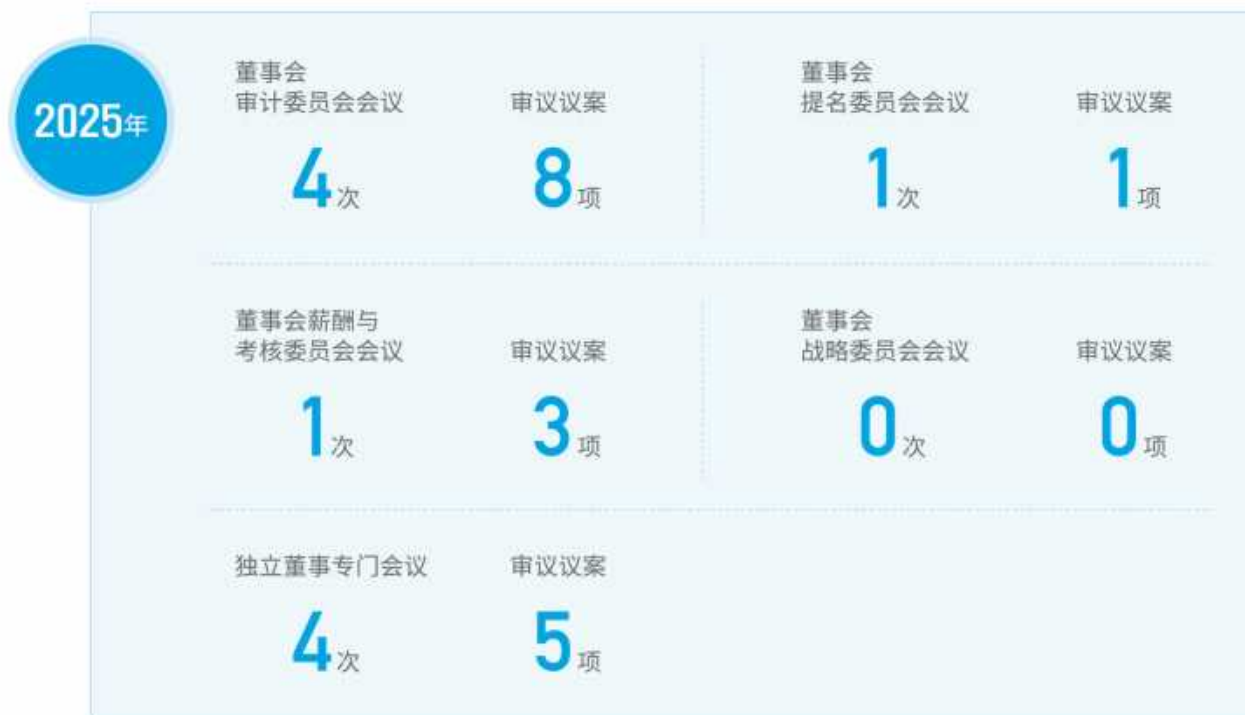 2025年
董事会
审计委员会会议 审议议案
4次 8项
董事会
提名委员会会议 审议议案
1次 1项
董事会薪酬与
考核委员会会议 审议议案
1次 3项
董事会
战略委员会会议 审议议案
0次 0项
独立董事专门会议 审议议案
4次 5项